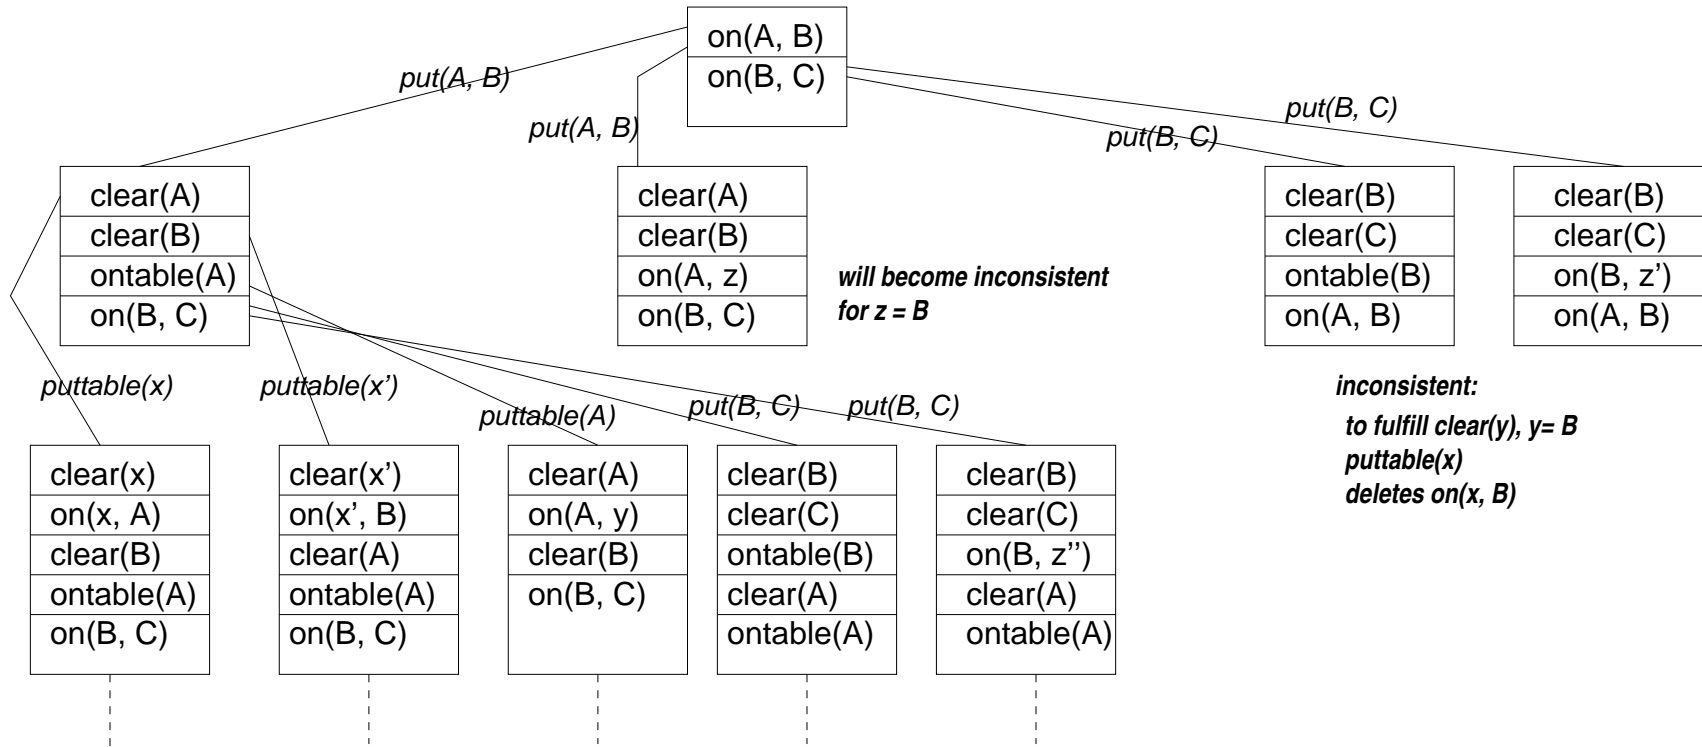 on(A, B)
on(B, C)
put(A, B)
put(A, B)
put(B, C)
put(B, C)
clear(A)
clear(B)
ontable(A)
on(B, C)
clear(A)
clear(B)
on(A, z)
on(B, C)
will become inconsistent
for z = B
clear(B)
clear(C)
ontable(B)
on(A, B)
clear(B)
clear(C)
on(B, z’)
on(A, B)
inconsistent:
to fulfill clear(y), y= B
puttable(x)
deletes on(x, B)
puttable(x)
puttable(x’)
puttable(A)
put(B, C)
put(B, C)
clear(x)
on(x, A)
clear(B)
ontable(A)
on(B, C)
clear(x’)
on(x’, B)
clear(A)
ontable(A)
on(B, C)
clear(A)
on(A, y)
clear(B)
on(B, C)
clear(B)
clear(C)
ontable(B)
clear(A)
ontable(A)
clear(B)
clear(C)
on(B, z’’)
clear(A)
ontable(A)